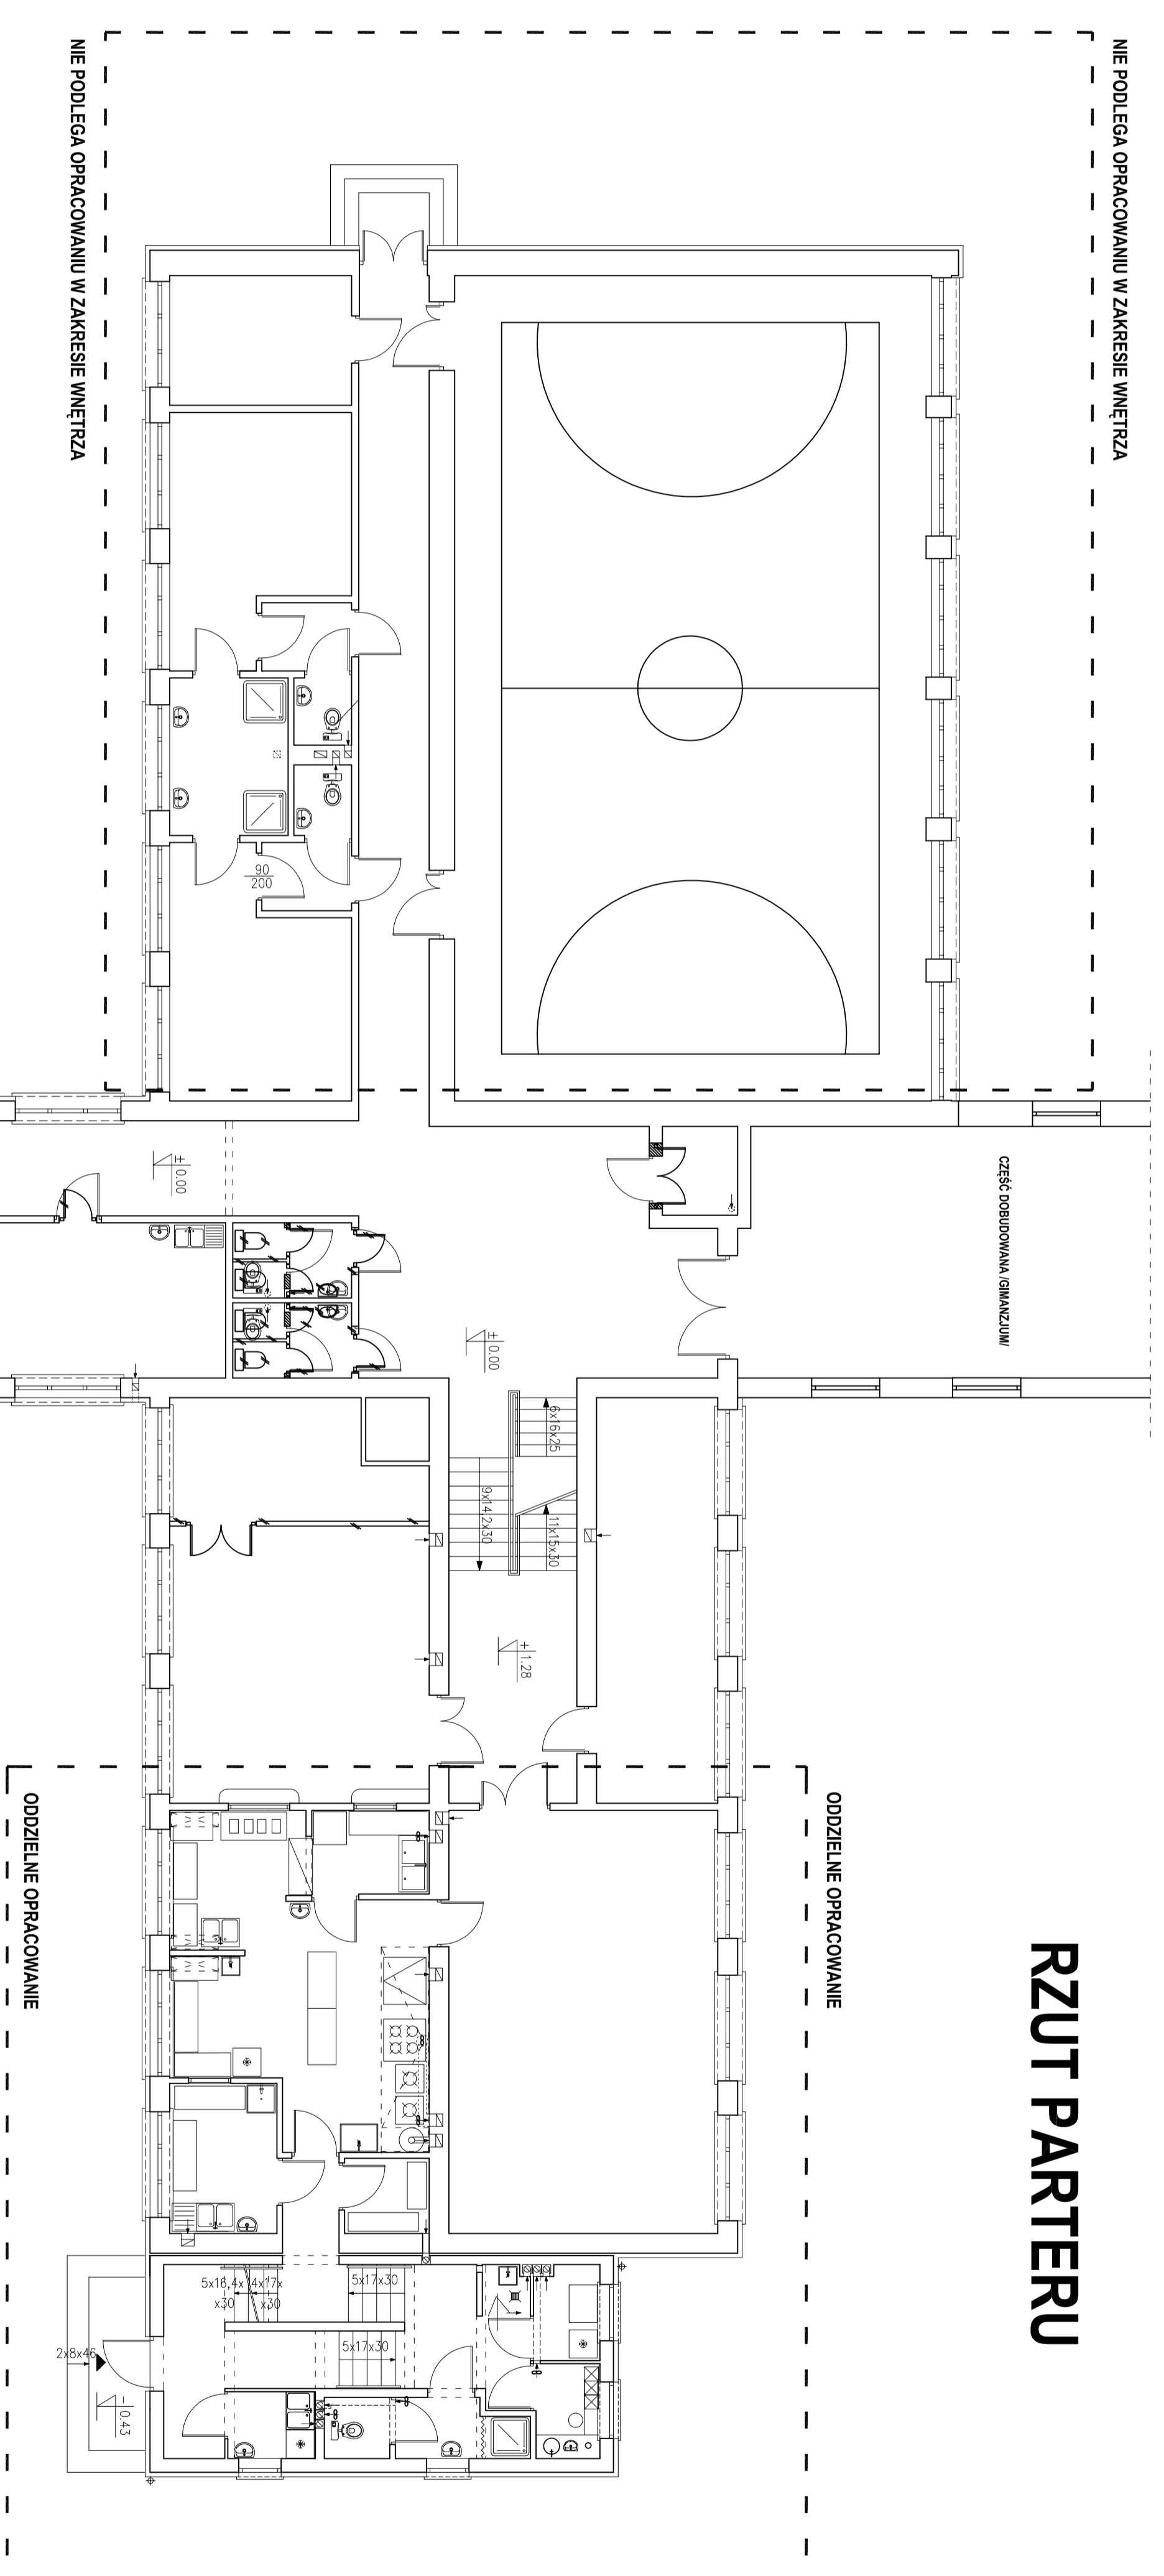 NIE PODLEGA OPRACOWANIU W ZAKRESIE WNĘTRZA
NIE PODLEGA OPRACOWANIU W ZAKRESIE WNĘTRZA
90
200
± 0.00
CZĘŚĆ DOBUDOWANA /GIMANZJUM/
± 0.00
6x16x25
9x14.2x30
11x15x30
+ 1.28
ODDZIELNE OPRACOWANIE
ODDZIELNE OPRACOWANIE
RZUT PARTERU
5x16,4x
x30
4x17x
x30
5x17x30
5x17x30
2x8x46
- 0.43